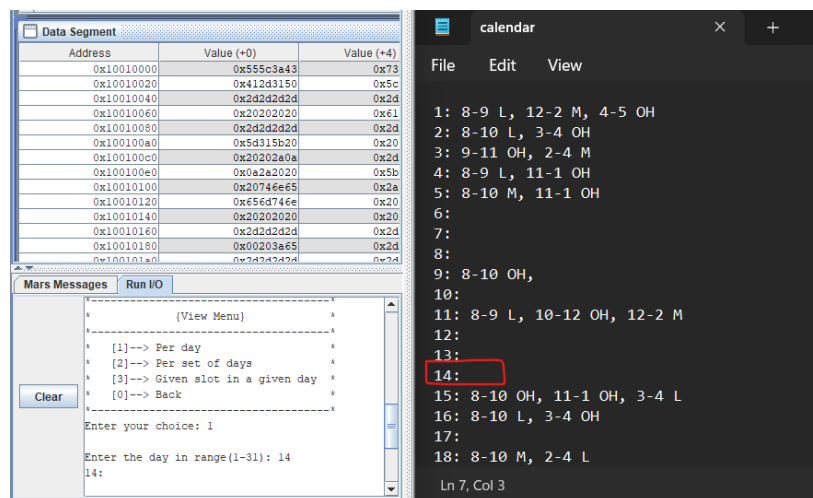 Data Segment
Address Value (+0) Value (+4)
0x10010000 0x555c3a43 0x73
0x10010020 0x412d3150 0x5c
0x10010040 0x2d2d2d2d 0x2d
0x10010060 0x20202020 0x61
0x10010080 0x2d2d2d2d 0x2d
0x100100a0 0x5d315b20 0x20
0x100100c0 0x20202a0a 0x2d
0x100100e0 0x0a2a2020 0x5b
0x10010100 0x20746e65 0x2a
0x10010120 0x656d746e 0x20
0x10010140 0x20202020 0x20
0x10010160 0x2d2d2d2d 0x2d
0x10010180 0x00203a65 0x2d
0x100101a0 0x2d2d2d2d 0x2d
Mars Messages Run I/O
Clear
*-----------------------------------*
* {View Menu} *
*-----------------------------------*
* [1]--> Per day *
* [2]--> Per set of days *
* [3]--> Given slot in a given day *
* [0]--> Back *
*-----------------------------------*
Enter your choice: 1
Enter the day in range(1-31): 14
14:
calendar × +
File Edit View
1: 8-9 L, 12-2 M, 4-5 OH
2: 8-10 L, 3-4 OH
3: 9-11 OH, 2-4 M
4: 8-9 L, 11-1 OH
5: 8-10 M, 11-1 OH
6:
7:
8:
9: 8-10 OH,
10:
11: 8-9 L, 10-12 OH, 12-2 M
12:
13:
14:
15: 8-10 OH, 11-1 OH, 3-4 L
16: 8-10 L, 3-4 OH
17:
18: 8-10 M, 2-4 L
Ln 7, Col 3